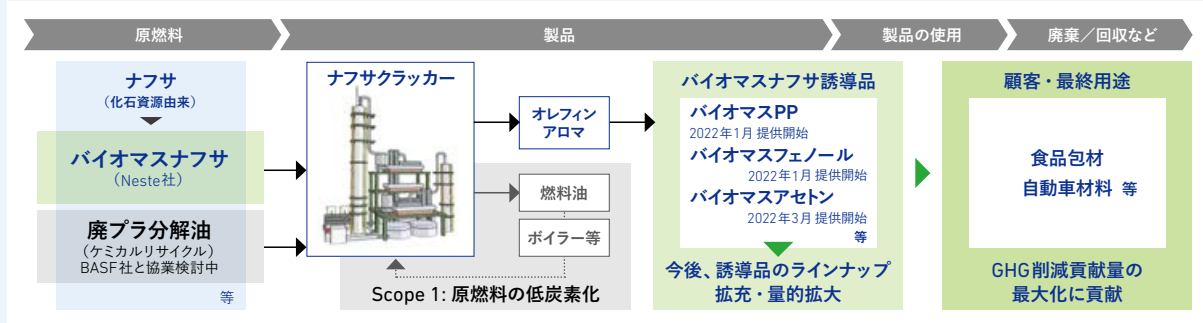 原燃料
製品
製品の使用
廃棄／回収など
ナフサ
（化石資源由来）
バイオマスナフサ
（Neste社）
廃プラ分解油
（ケミカルリサイクル）
BASF社と協業検討中
等
ナフサクラッカー
オレフィン
アロマ
燃料油
ボイラー等
Scope 1: 原燃料の低炭素化
バイオマスナフサ誘導品
バイオマスPP
2022年1月 提供開始
バイオマスフェノール
2022年1月 提供開始
バイオマスアセトン
2022年3月 提供開始
等
今後、誘導品のラインナップ
拡充・量的拡大
顧客・最終用途
食品包材
自動車材料 等
GHG削減貢献量の
最大化に貢献